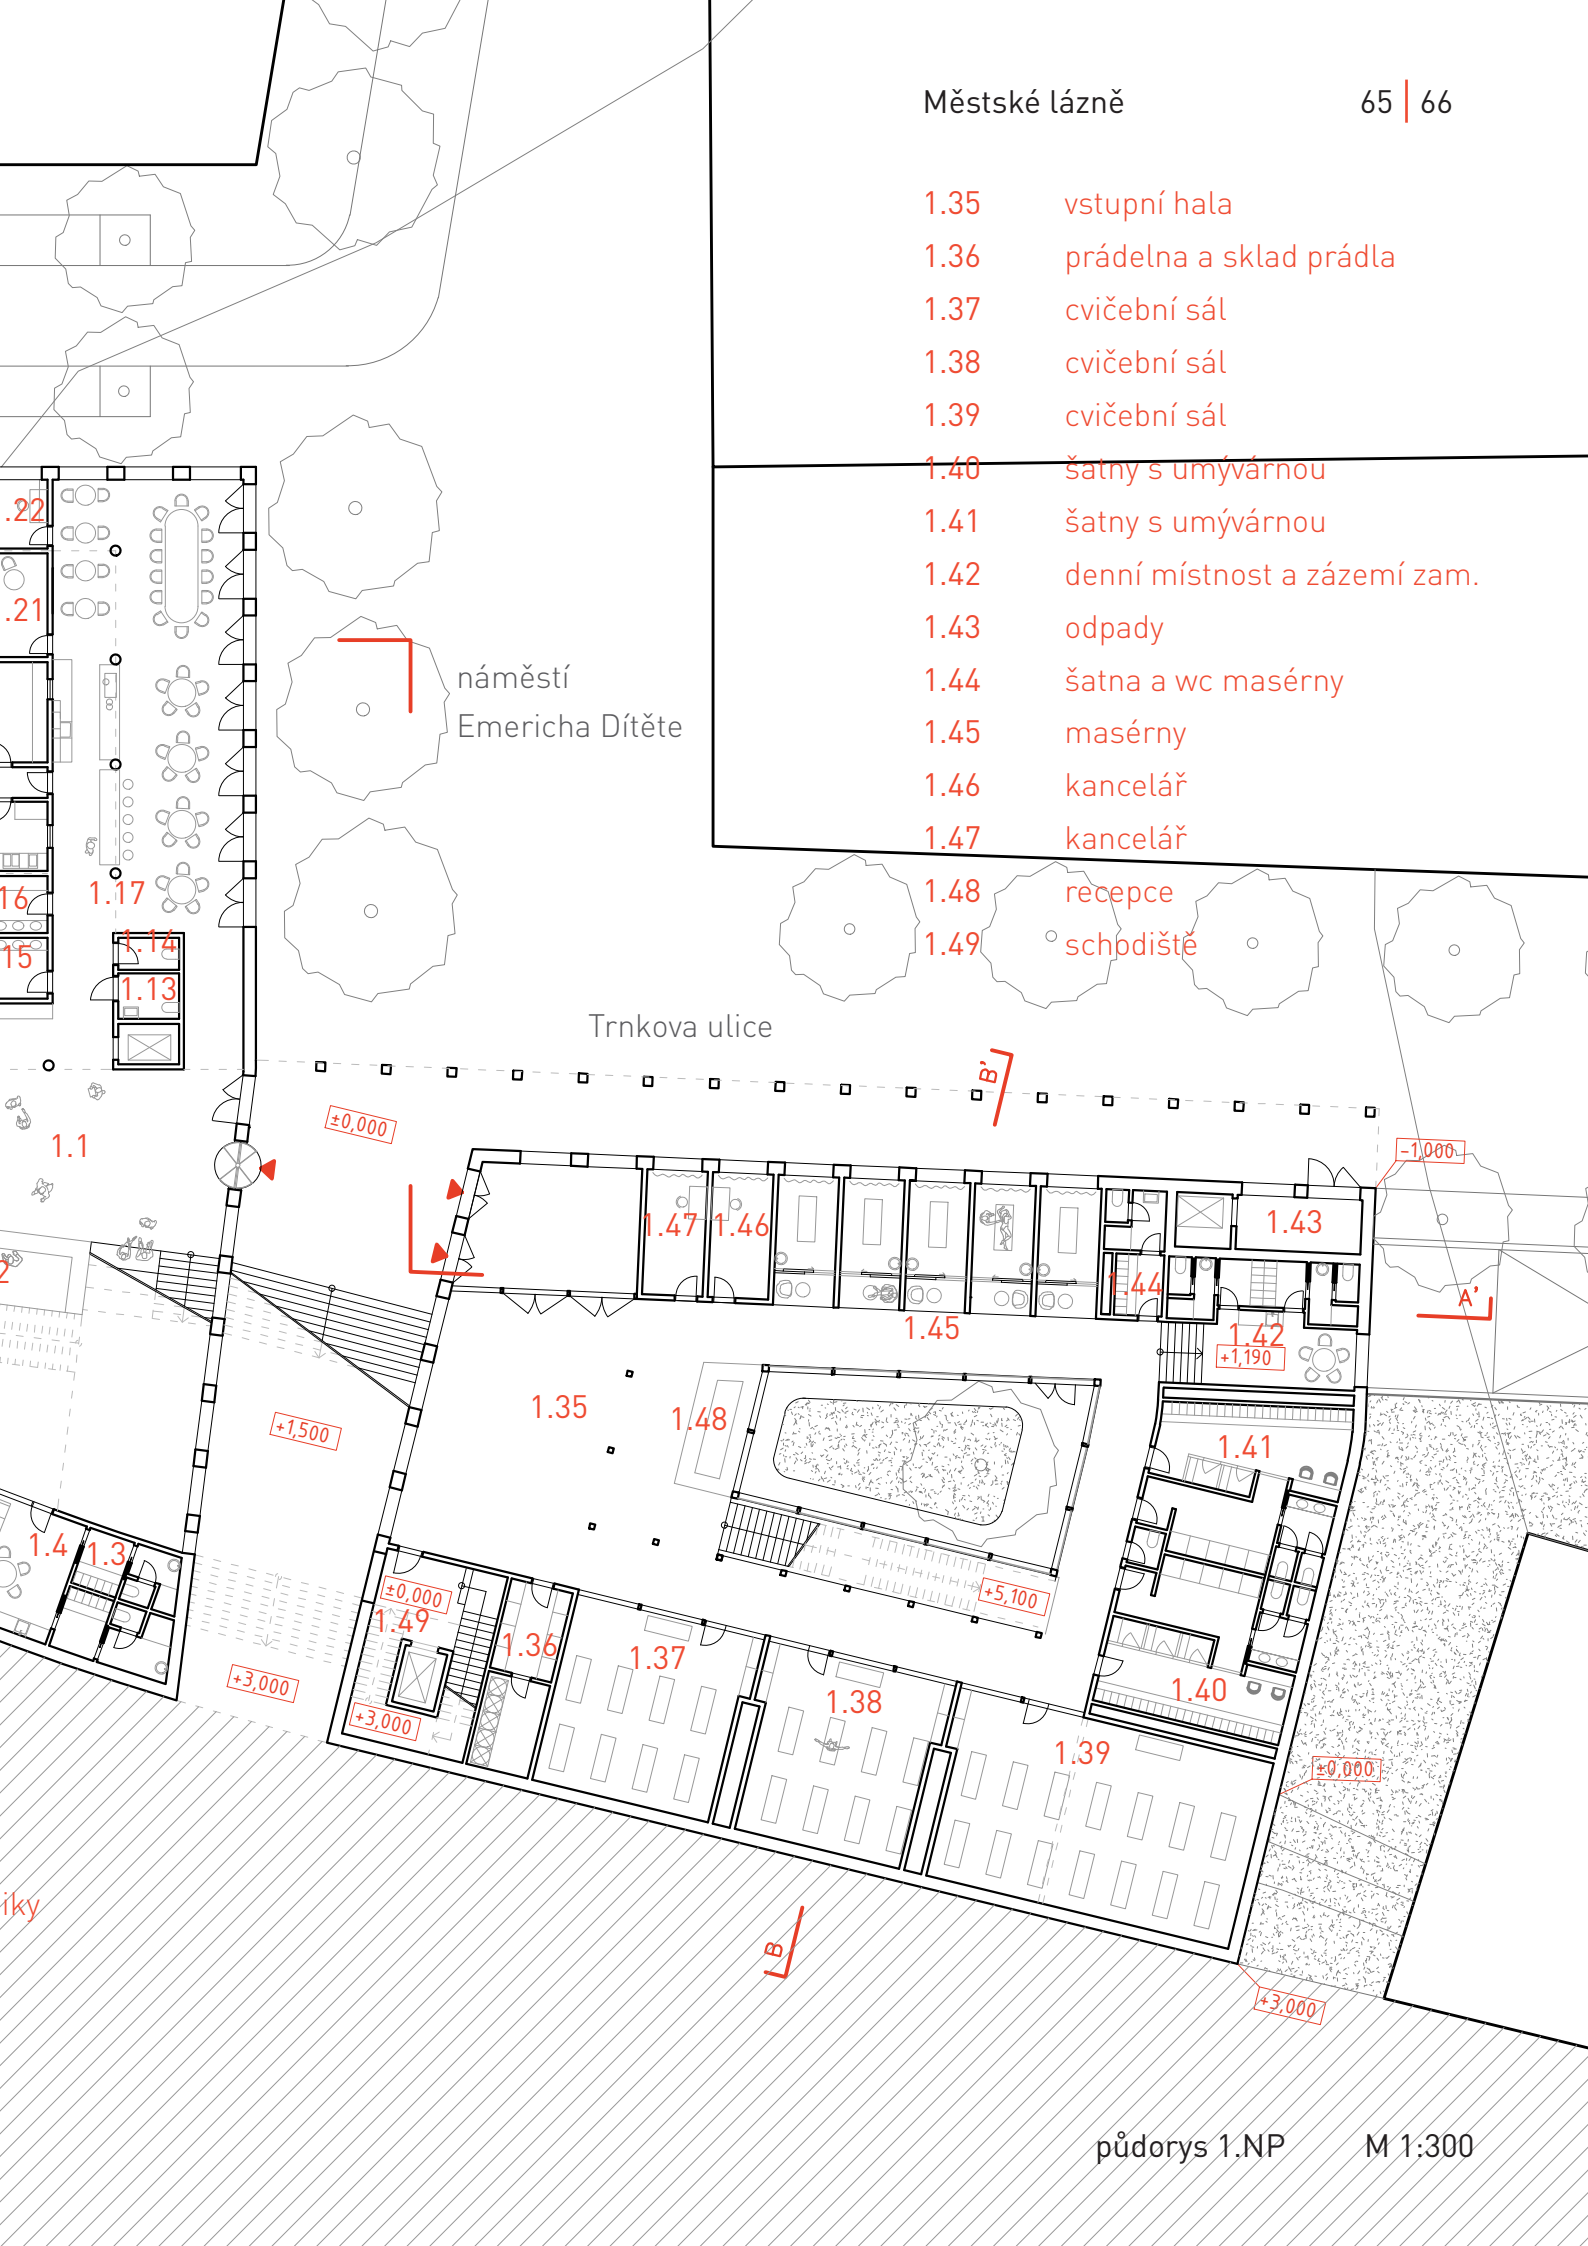 Městské lázně 65 | 66
1.35 vstupní hala
1.36 prádelna a sklad prádla
1.37 cvičební sál
1.38 cvičební sál
1.39 cvičební sál
1.40 šatny s umývárnou
1.41 šatny s umývárnou
1.42 denní místnost a zázemí zam.
1.43 odpady
1.44 šatna a wc masérny
1.45 masérny
1.46 kancelář
1.47 kancelář
1.48 recepce
1.49 schodiště
.22
.21
náměstí
Emericha Dítěte
16
1.17
15
1.14
1.13
Trnkova ulice
B'
±0,000
1.1
-1,000
1.47
1.46
1.43
2
1.44
A'
1.45
1.42
+1,190
1.35
1.48
+1,500
1.41
1.4
1.3
±0,000
+5,100
1.49
1.36
1.37
+3,000
1.38
1.40
+3,000
1.39
±0,000
iky
B
+3,000
půdorys 1.NP M 1:300